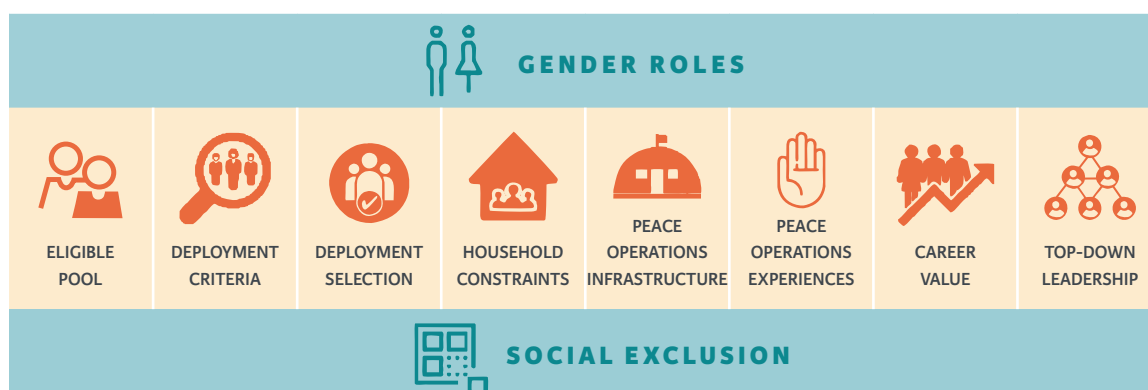 GENDER ROLES
ELIGIBLE
POOL
DEPLOYMENT
CRITERIA
DEPLOYMENT
SELECTION
HOUSEHOLD
CONSTRAINTS
PEACE
OPERATIONS
INFRASTRUCTURE
PEACE
OPERATIONS
EXPERIENCES
CAREER
VALUE
TOP-DOWN
LEADERSHIP
SOCIAL EXCLUSION